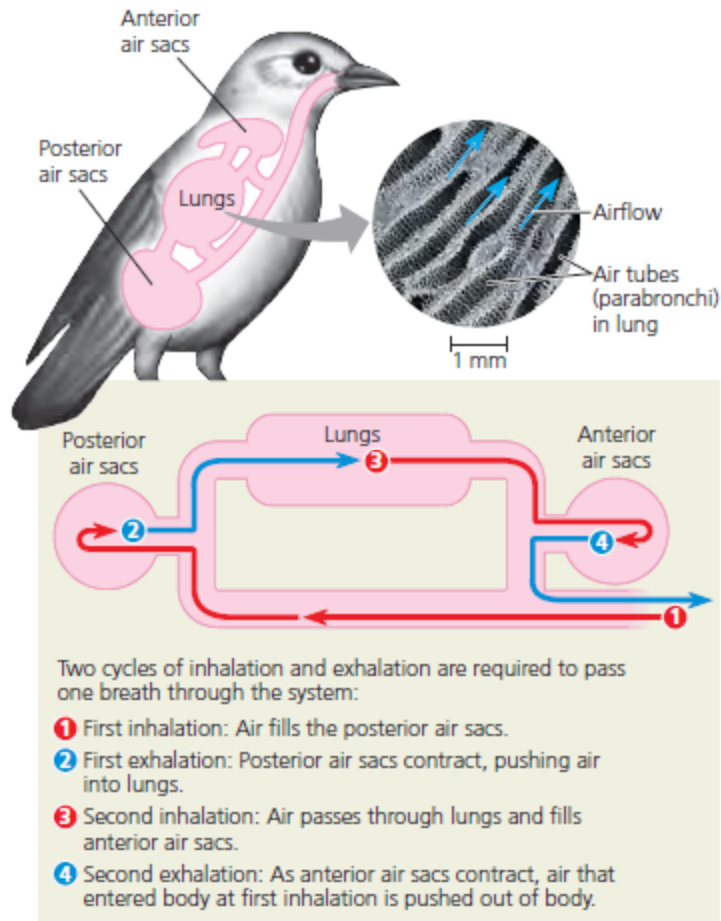 Anterior
air sacs
Posterior
air sacs
Lungs
Airflow
Air tubes
(parabronchi)
in lung
1 mm
Posterior
air sacs
Lungs
Anterior
air sacs
3
2
4
1
Two cycles of inhalation and exhalation are required to pass
one breath through the system:
1 First inhalation: Air fills the posterior air sacs.
2 First exhalation: Posterior air sacs contract, pushing air
into lungs.
3 Second inhalation: Air passes through lungs and fills
anterior air sacs.
4 Second exhalation: As anterior air sacs contract, air that
entered body at first inhalation is pushed out of body.